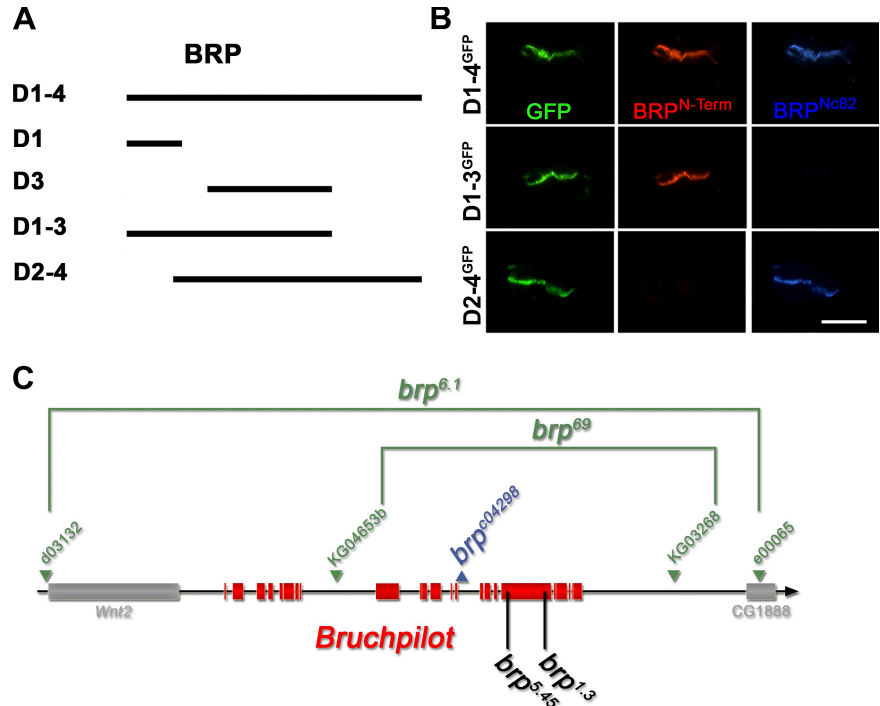 A
BRP
D1-4
D1
D3
D1-3
D2-4
B
D1-4GFP
GFP
BRPN-Term
BRPNc82
D1-3GFP
D2-4GFP
C
brp6.1
brp69
d03132
KG04653b
brpc04298
KG03268
e00065
Wnt2
CG1888
Bruchpilot
brp5.45
brp1.3